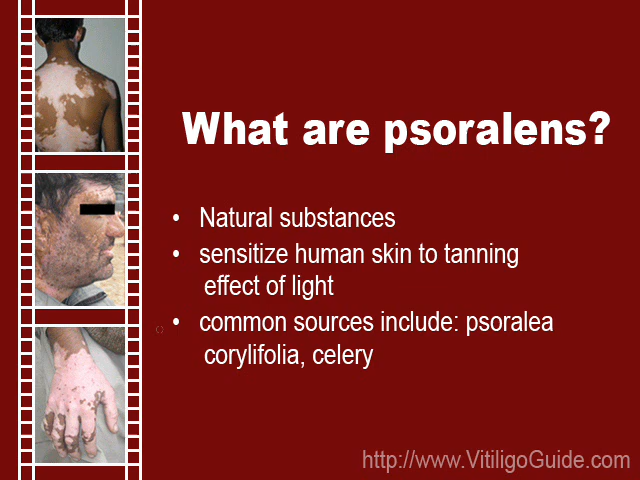 What are psoralens?
• Natural substances
• sensitize human skin to tanning
effect of light
• common sources include: psoralea
corylifolia, celery
http://www.VitiligoGuide.com